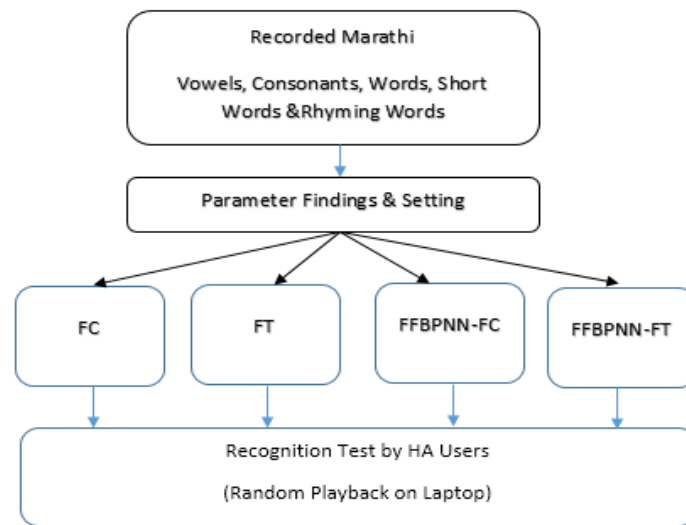 Recorded Marathi
Vowels, Consonants, Words, Short
Words &Rhyming Words
Parameter Findings & Setting
FC
FT
FFBPNN-FC
FFBPNN-FT
Recognition Test by HA Users
(Random Playback on Laptop)